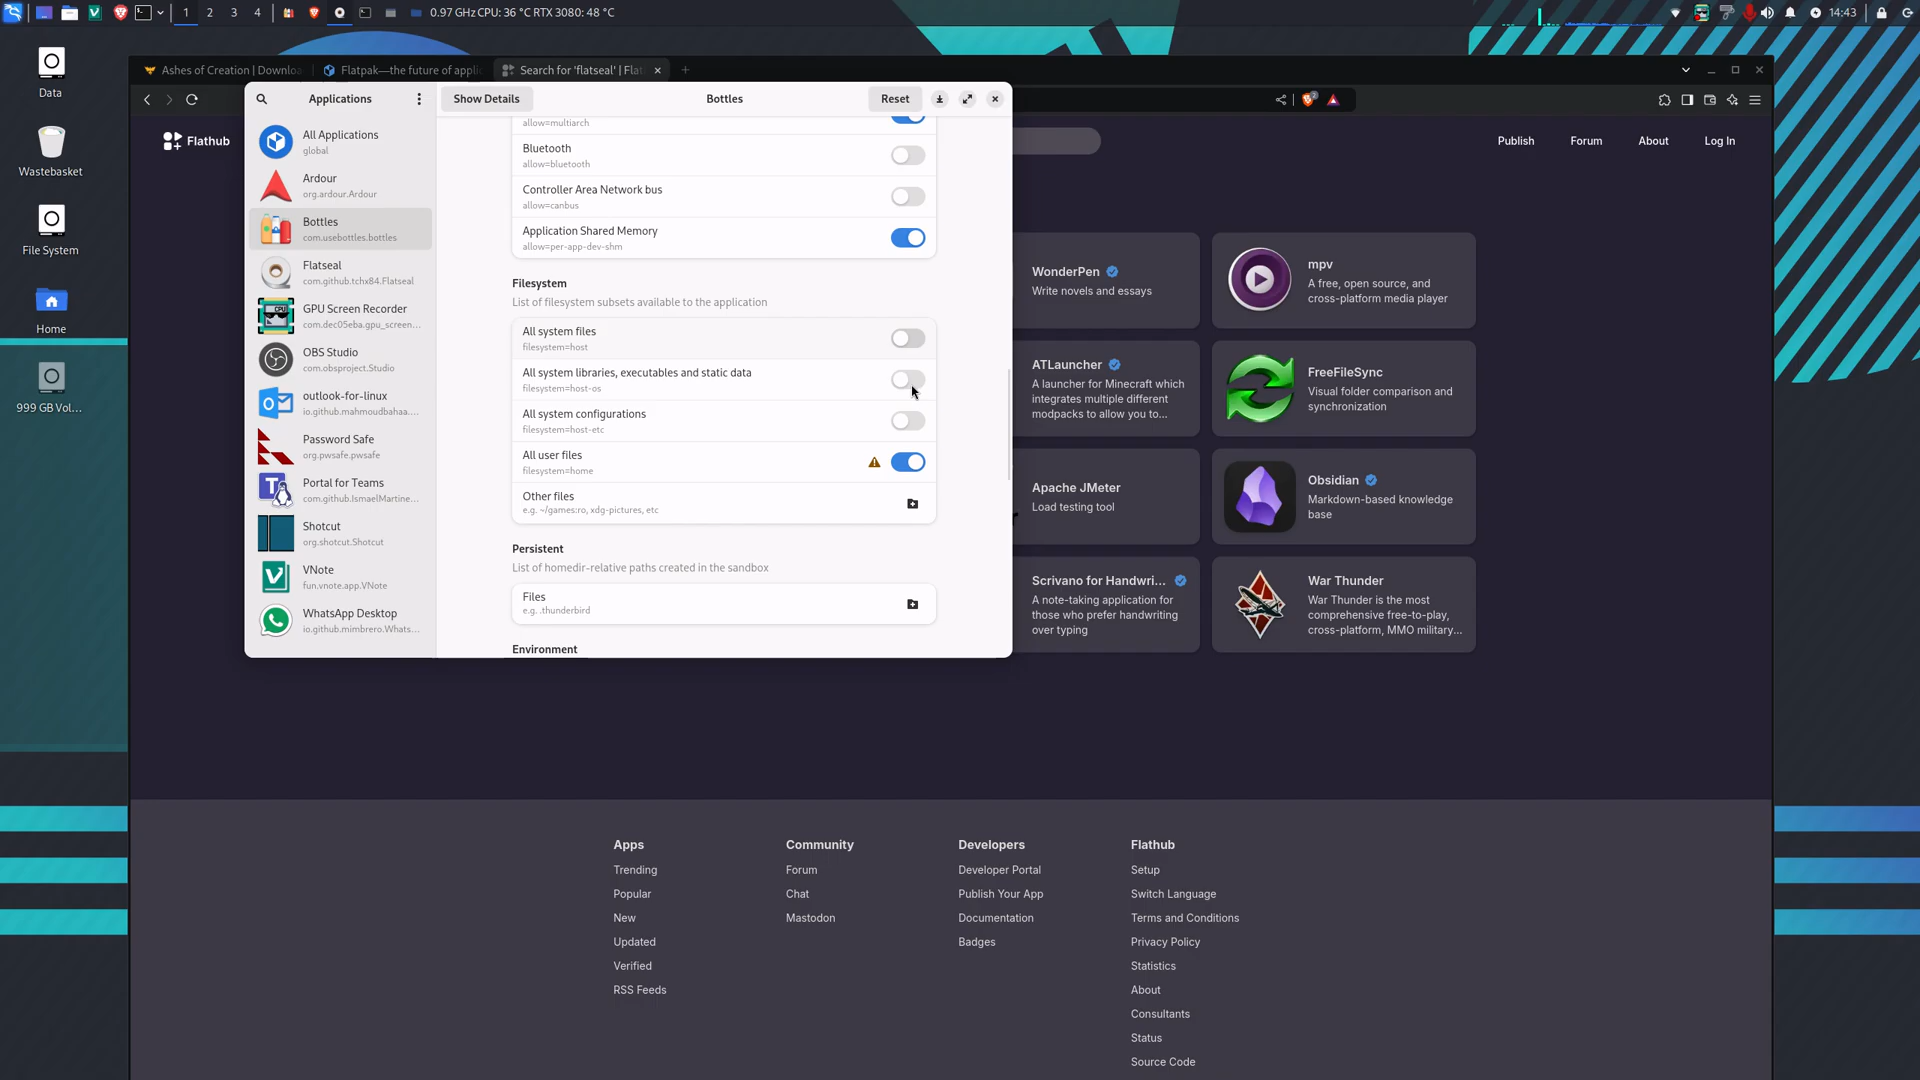 1
2
3
4
0.97 GHz CPU: 36 °C RTX 3080: 48 °C
14:43
Data
Wastebasket
File System
Home
999 GB Vol...
Ashes of Creation | Downlo
Flatpak—the future of appli
Search for 'flatseal' | Flat
Flathub
Publish
Forum
About
Log In
Applications
All Applications
global
Ardour
org.ardour.Ardour
Bottles
com.usebottles.bottles
Flatseal
com.github.tchx84.Flatseal
GPU Screen Recorder
com.dec05eba.gpu_screen...
OBS Studio
com.obsproject.Studio
outlook-for-linux
io.github.mahmoudbahaa....
Password Safe
org.pwsafe.pwsafe
Portal for Teams
com.github.IsmaelMartine...
Shotcut
org.shotcut.Shotcut
VNote
fun.vnote.app.VNote
WhatsApp Desktop
io.github.mimbrero.Whats...
Show Details
Bottles
Reset
allow=multiarch
Bluetooth
allow=bluetooth
Controller Area Network bus
allow=canbus
Application Shared Memory
allow=per-app-dev-shm
Filesystem
List of filesystem subsets available to the application
All system files
filesystem=host
All system libraries, executables and static data
filesystem=host-os
All system configurations
filesystem=host-etc
All user files
filesystem=home
Other files
e.g. ~/games:ro, xdg-pictures, etc
Persistent
List of homedir-relative paths created in the sandbox
Files
e.g. .thunderbird
Environment
WonderPen
Write novels and essays
mpv
A free, open source, and
cross-platform media player
ATLauncher
A launcher for Minecraft which
integrates multiple different
modpacks to allow you to...
FreeFileSync
Visual folder comparison and
synchronization
Apache JMeter
Load testing tool
Obsidian
Markdown-based knowledge
base
Scrivano for Handwri...
A note-taking application for
those who prefer handwriting
over typing
War Thunder
War Thunder is the most
comprehensive free-to-play,
cross-platform, MMO military...
Apps
Trending
Popular
New
Updated
Verified
RSS Feeds
Community
Forum
Chat
Mastodon
Developers
Developer Portal
Publish Your App
Documentation
Badges
Flathub
Setup
Switch Language
Terms and Conditions
Privacy Policy
Statistics
About
Consultants
Status
Source Code